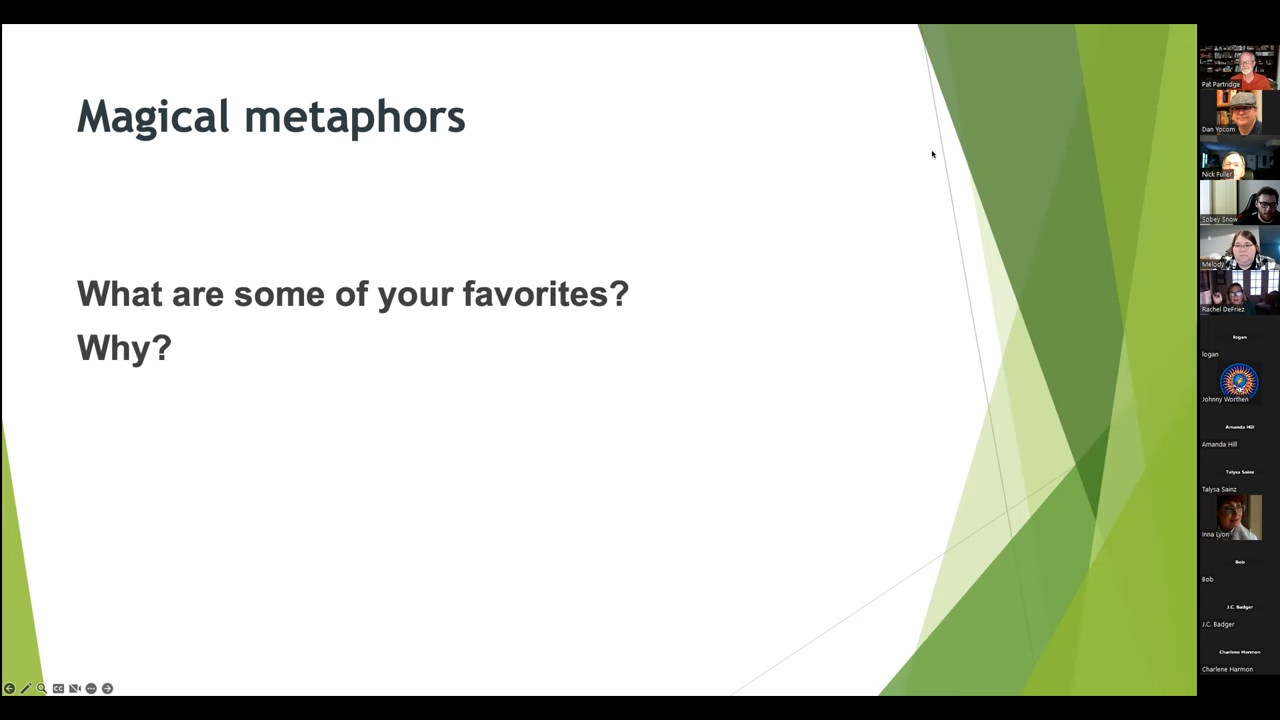 Magical metaphors
What are some of your favorites?
Why?
Pat Partridge
Dan Yocom
Nick Fuller
Sobey Snow
Melody
Rachel DeFriez
logan
logan
Johnny Worthen
Amanda Hill
Amanda Hill
Talysa Sainz
Talysa Sainz
Inna Lyon
Bob
Bob
J.C. Badger
J.C. Badger
Charlene Harmon
Charlene Harmon
CC